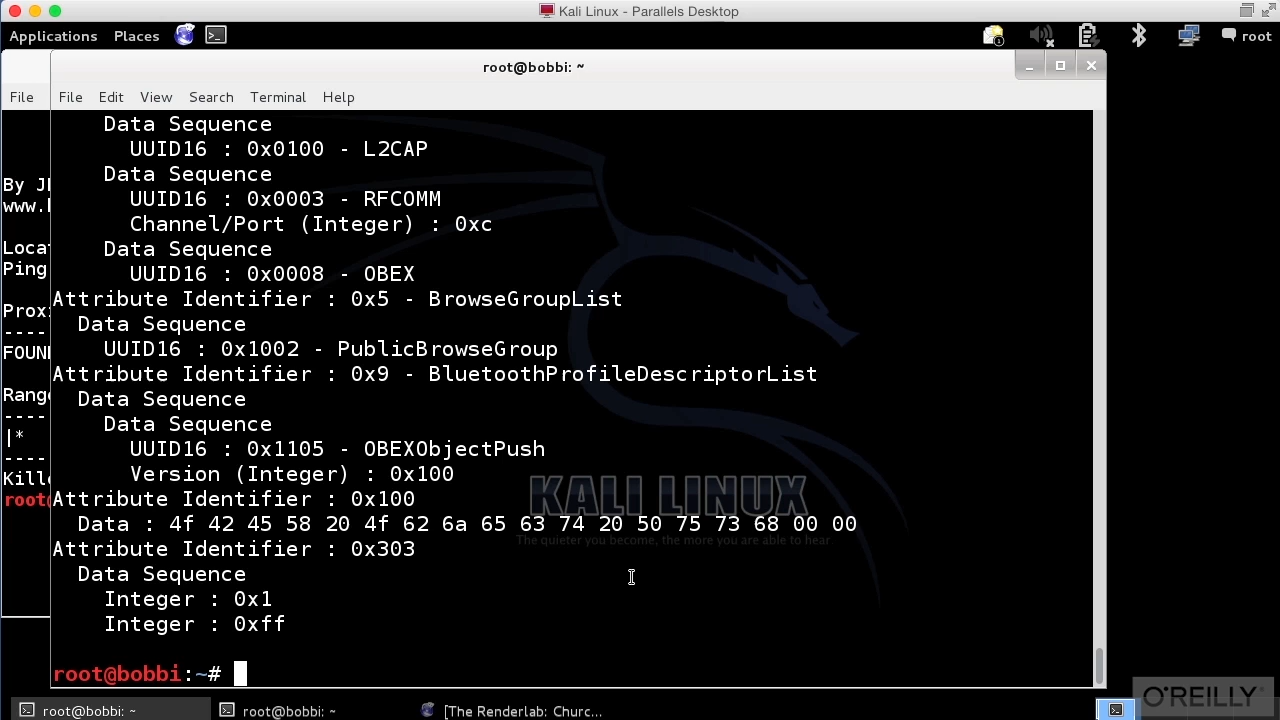 Kali Linux - Parallels Desktop
Applications Places root
root@bobbi: ~
File
File Edit View Search Terminal Help
Data Sequence
UUID16 : 0x0100 - L2CAP
Data Sequence
By
UUID16 : 0x0003 - RFCOMM
Channel/Port (Integer) : 0xc
Data Sequence
Ping
UUID16 : 0x0008 - OBEX
Attribute Identifier : 0x5 - BrowseGroupList
Data Sequence
----
UUID16 : 0x1002 - PublicBrowseGroup
Attribute Identifier : 0x9 - BluetoothProfileDescriptorList
Data Sequence
----
Data Sequence
|*
UUID16 : 0x1105 - OBEXObjectPush
----
Version (Integer) : 0x100
Attribute Identifier : 0x100
Data : 4f 42 45 58 20 4f 62 6a 65 63 74 20 50 75 73 68 00 00
KALI LINUX
The quieter you become, the more you are able to hear.
Attribute Identifier : 0x303
Data Sequence
Integer : 0x1
Integer : 0xff
root@bobbi:~#
O'REILLY
root@bobbi: ~
root@bobbi: ~
[The Renderlab: Churc...